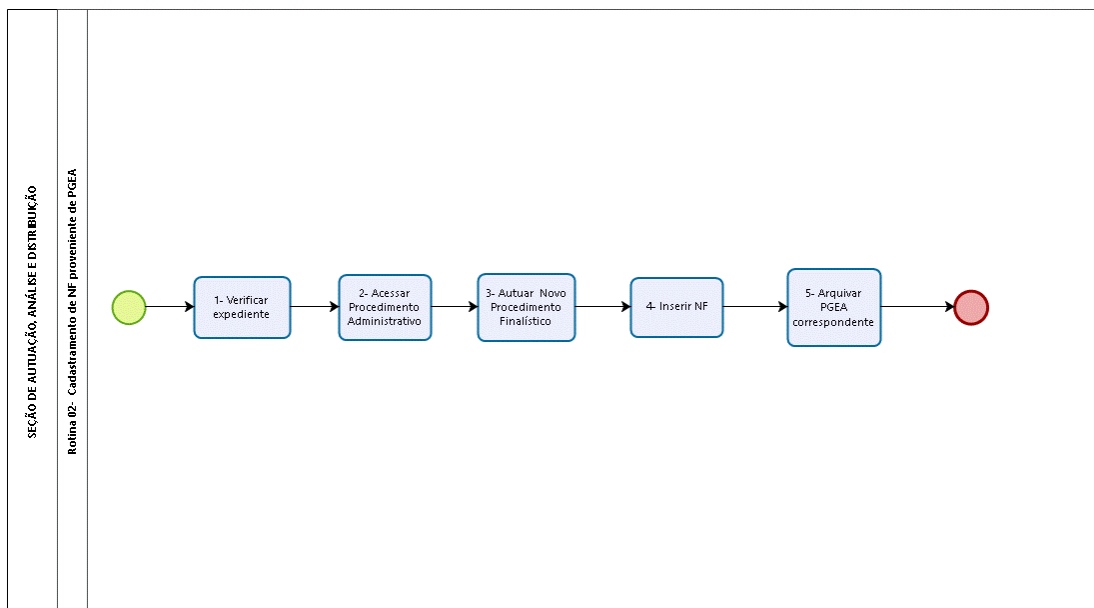 SEÇÃO DE AUTUAÇÃO, ANÁLISE E DISTRIBUIÇÃO
Rotina 02- Cadastramento de NF proveniente de PGEA
1- Verificar
expediente
2- Acessar
Procedimento
Administrativo
3- Autuar Novo
Procedimento
Finalístico
4- Inserir NF
5- Arquivar
PGEA
correspondente